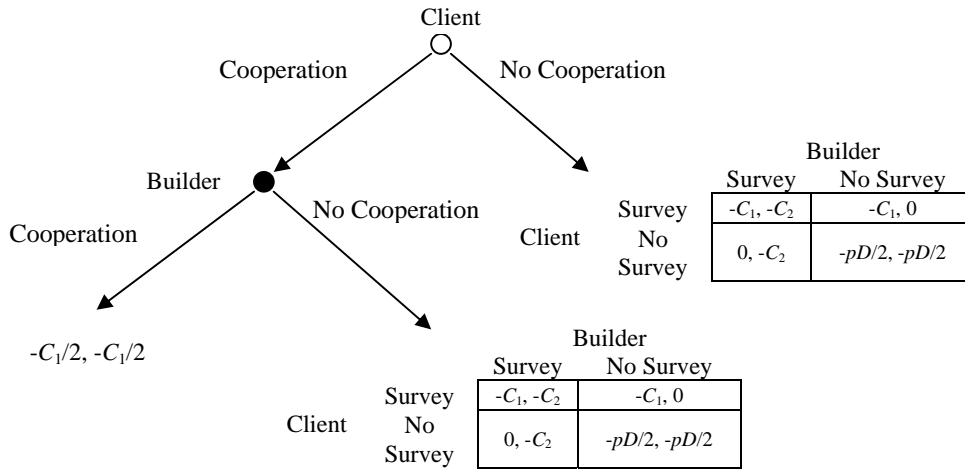 Client
Cooperation
No Cooperation
Builder
No Cooperation
Cooperation
-C₁/2, -C₁/2
Builder
Survey No Survey
Client
Survey -C₁, -C₂ -C₁, 0
No Survey 0, -C₂ -pD/2, -pD/2
Builder
Survey No Survey
Client
Survey -C₁, -C₂ -C₁, 0
No Survey 0, -C₂ -pD/2, -pD/2